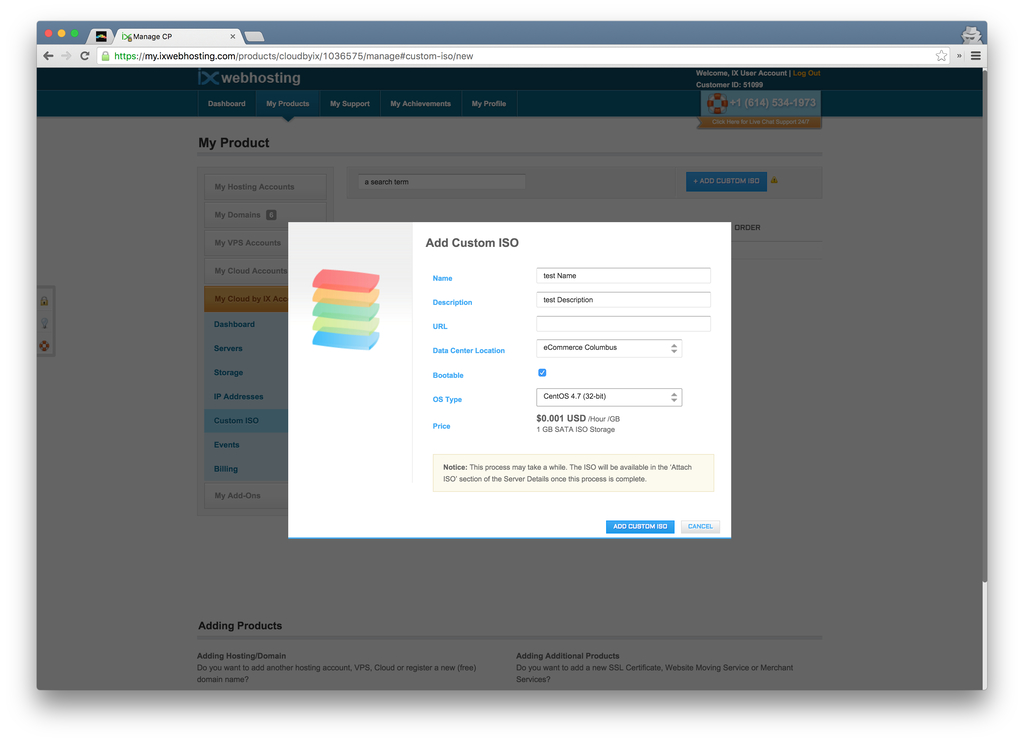 Manage CP
https://my.ixwebhosting.com/products/cloudbyix/1036575/manage#custom-iso/new
ix webhosting
Welcome, IX User Account | Log Out
Customer ID: 51099
Dashboard
My Products
My Support
My Achievements
My Profile
+1 (614) 534-1973
Click Here for Live Chat Support 24/7
My Product
My Hosting Accounts
My Domains 6
My VPS Accounts
My Cloud Accounts
My Cloud by IX Acc
Dashboard
Servers
Storage
IP Addresses
Custom ISO
Events
Billing
My Add-Ons
a search term
+ ADD CUSTOM ISO
ORDER
Add Custom ISO
Name
test Name
Description
test Description
URL
Data Center Location
eCommerce Columbus
Bootable
OS Type
CentOS 4.7 (32-bit)
Price
$0.001 USD /Hour /GB
1 GB SATA ISO Storage
Notice: This process may take a while. The ISO will be available in the 'Attach
ISO' section of the Server Details once this process is complete.
ADD CUSTOM ISO
CANCEL
Adding Products
Adding Hosting/Domain
Do you want to add another hosting account, VPS, Cloud or register a new (free)
domain name?
Adding Additional Products
Do you want to add a new SSL Certificate, Website Moving Service or Merchant
Services?